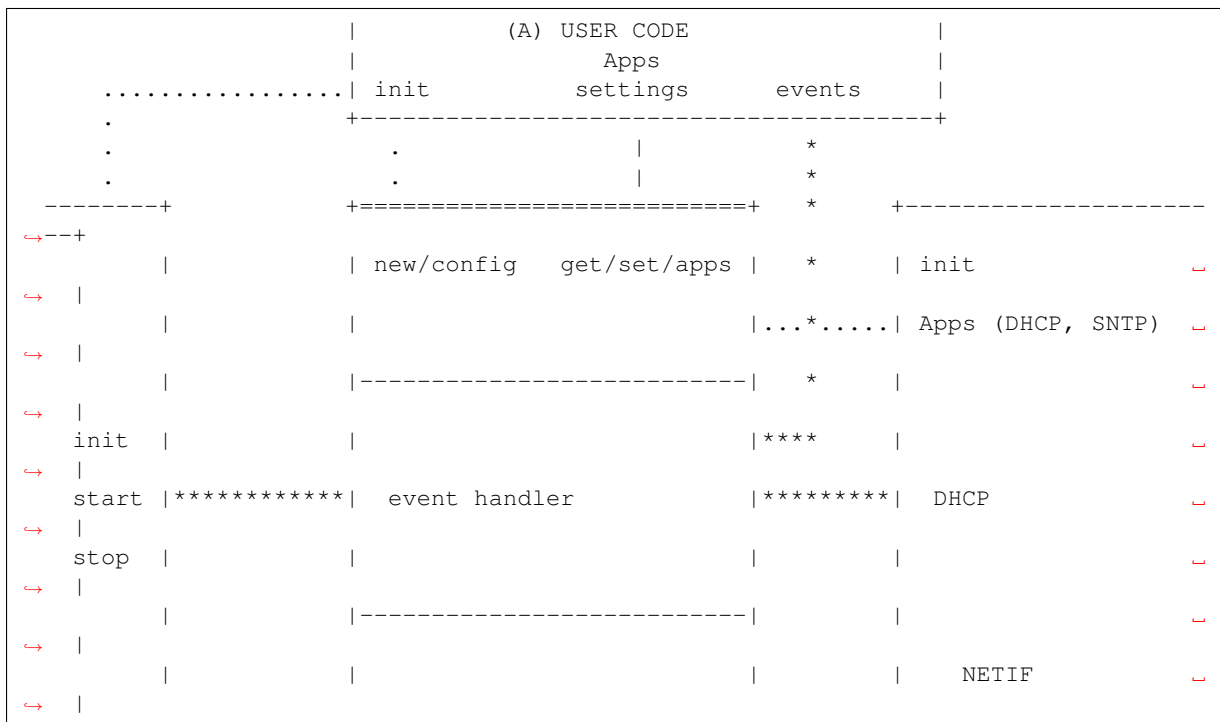 |          (A) USER CODE                 |
                       |                 Apps                   |
      .................| init          settings      events     |
      .                +----------------------------------------+
      .                   .                |           *
      .                   .                |           *
  --------+            +===========================+   *     +---------------------
↪--+
          |            | new/config   get/set/apps |   *     | init               ␣
↪  |
          |            |                           |...*.....| Apps (DHCP, SNTP)  ␣
↪  |
          |            |---------------------------|   *     |                    ␣
↪  |
    init  |            |                           |****     |                    ␣
↪  |
    start |************|  event handler            |*********|  DHCP              ␣
↪  |
    stop  |            |                           |         |                    ␣
↪  |
          |            |---------------------------|         |                    ␣
↪  |
          |            |                           |         |    NETIF           ␣
↪  |